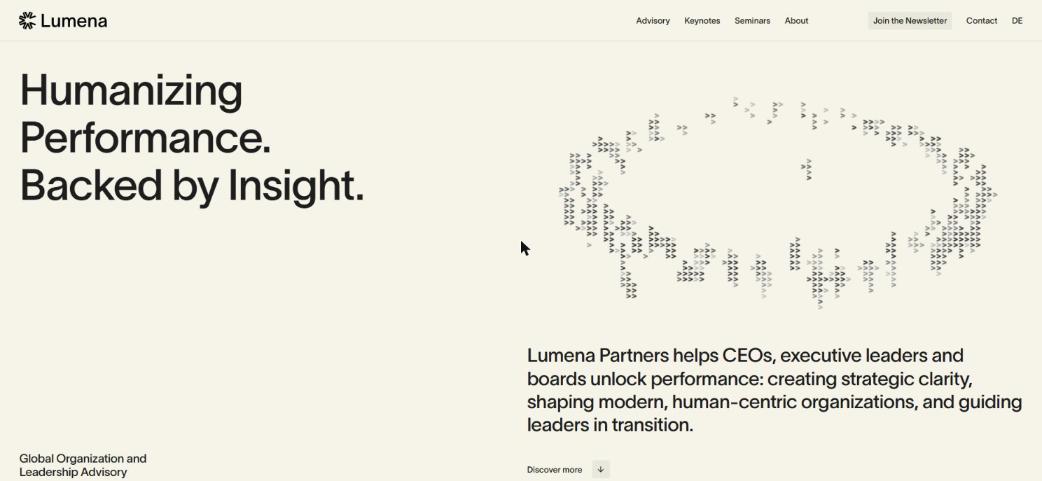 Lumena
Advisory Keynotes Seminars About Join the Newsletter Contact DE
Humanizing
Performance.
Backed by Insight.
Lumena Partners helps CEOs, executive leaders and
boards unlock performance: creating strategic clarity,
shaping modern, human-centric organizations, and guiding
leaders in transition.
Global Organization and
Leadership Advisory
Discover more